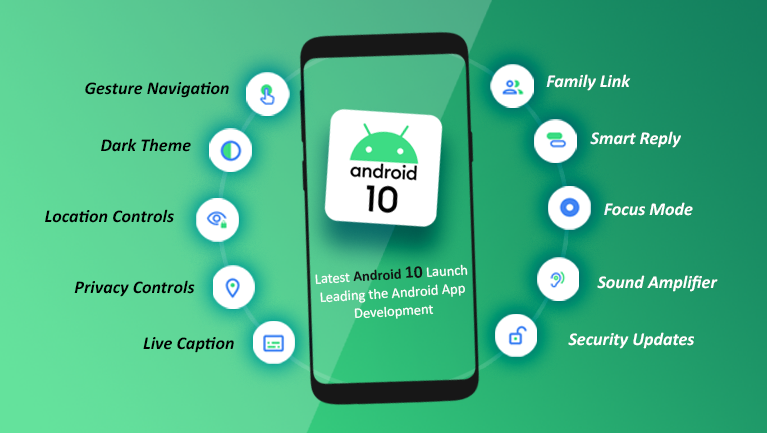 Gesture Navigation
Dark Theme
Location Controls
Privacy Controls
Live Caption
android
10
Latest Android 10 Launch
Leading the Android App
Development
Family Link
Smart Reply
Focus Mode
Sound Amplifier
Security Updates